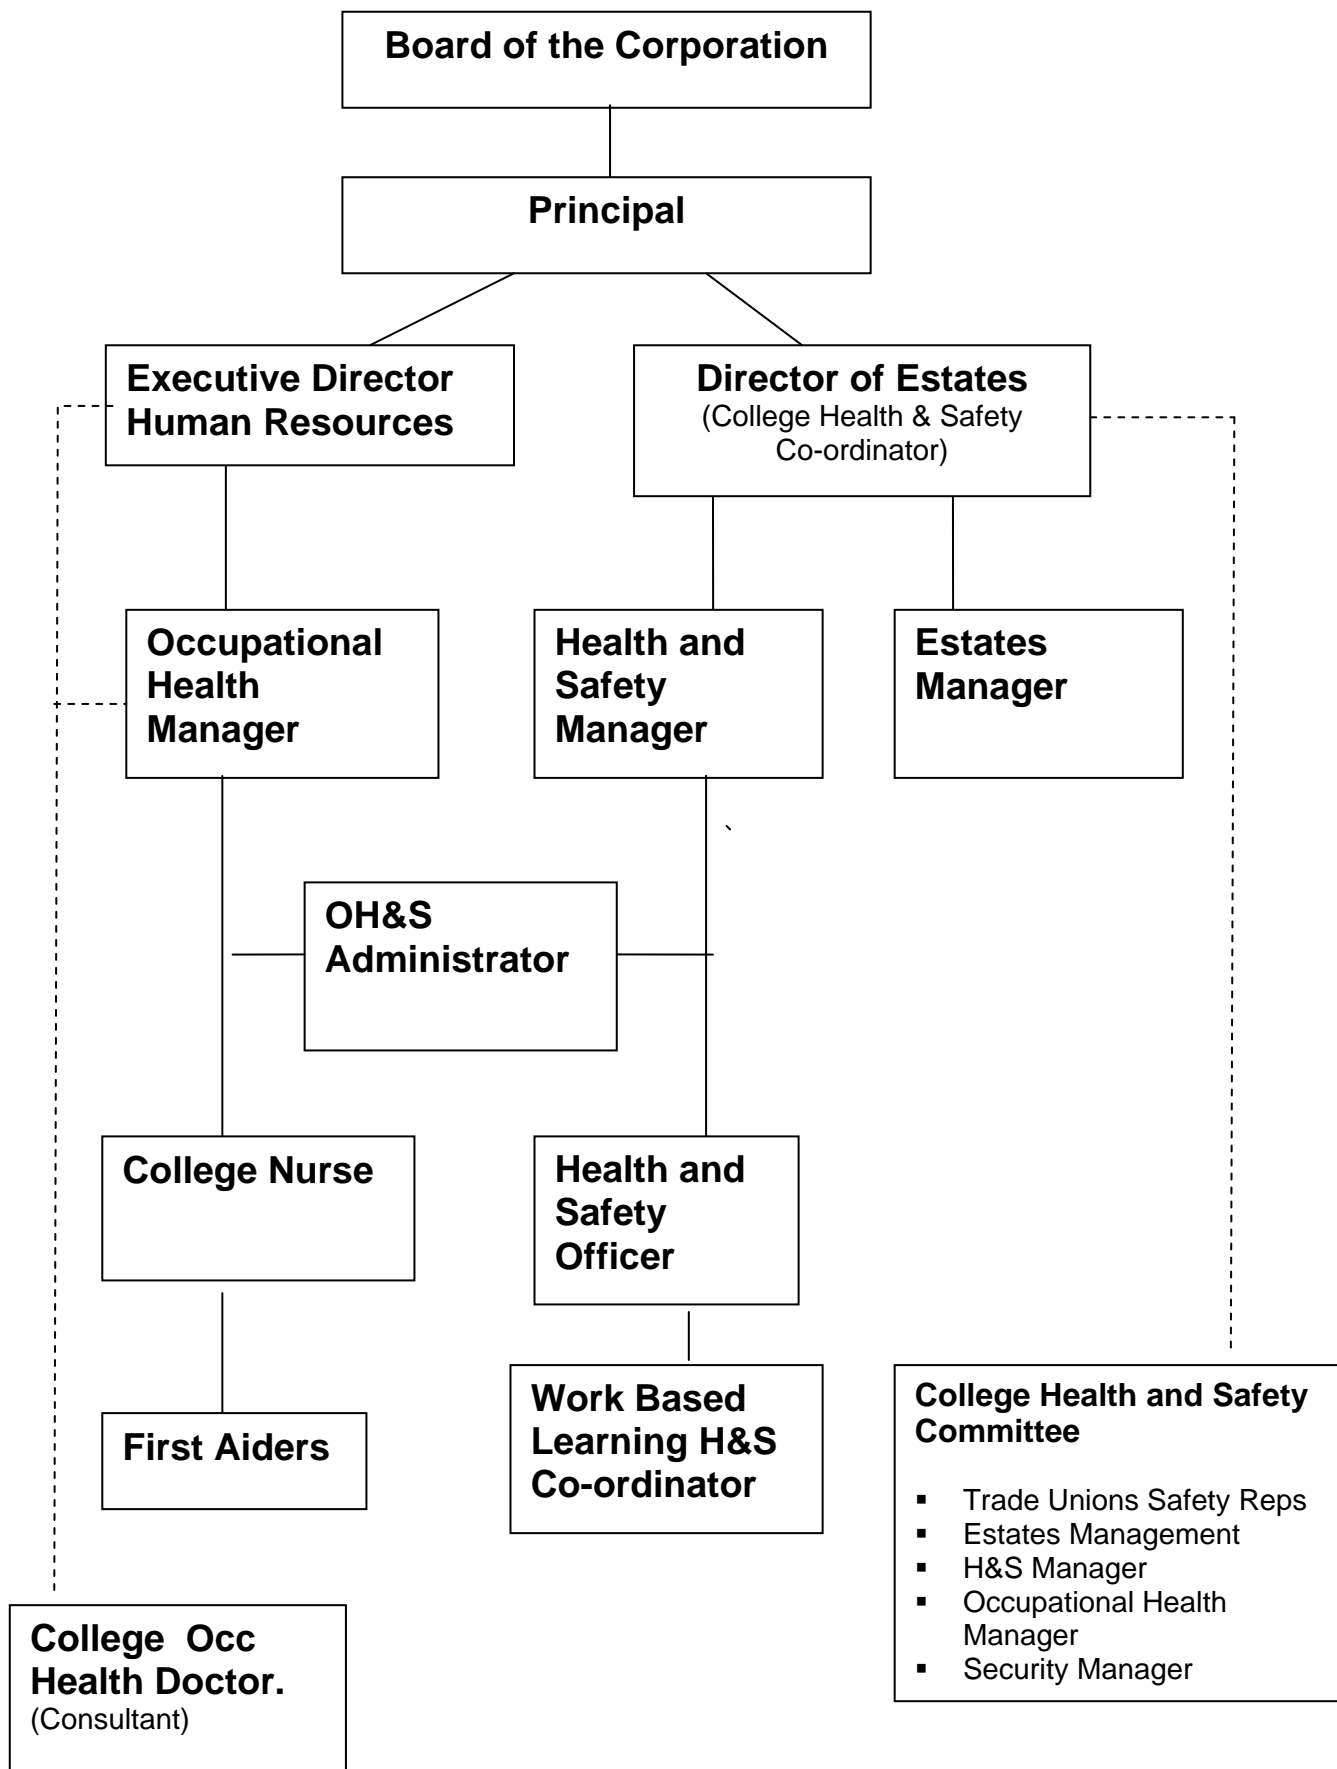 Board of the Corporation
Principal
Executive Director
Human Resources
Director of Estates
(College Health & Safety
Co-ordinator)
Occupational
Health
Manager
Health and
Safety
Manager
Estates
Manager
OH&S
Administrator
College Nurse
Health and
Safety
Officer
First Aiders
Work Based
Learning H&S
Co-ordinator
College Health and Safety
Committee
▪ Trade Unions Safety Reps
▪ Estates Management
▪ H&S Manager
▪ Occupational Health
Manager
▪ Security Manager
College  Occ
Health Doctor.
(Consultant)